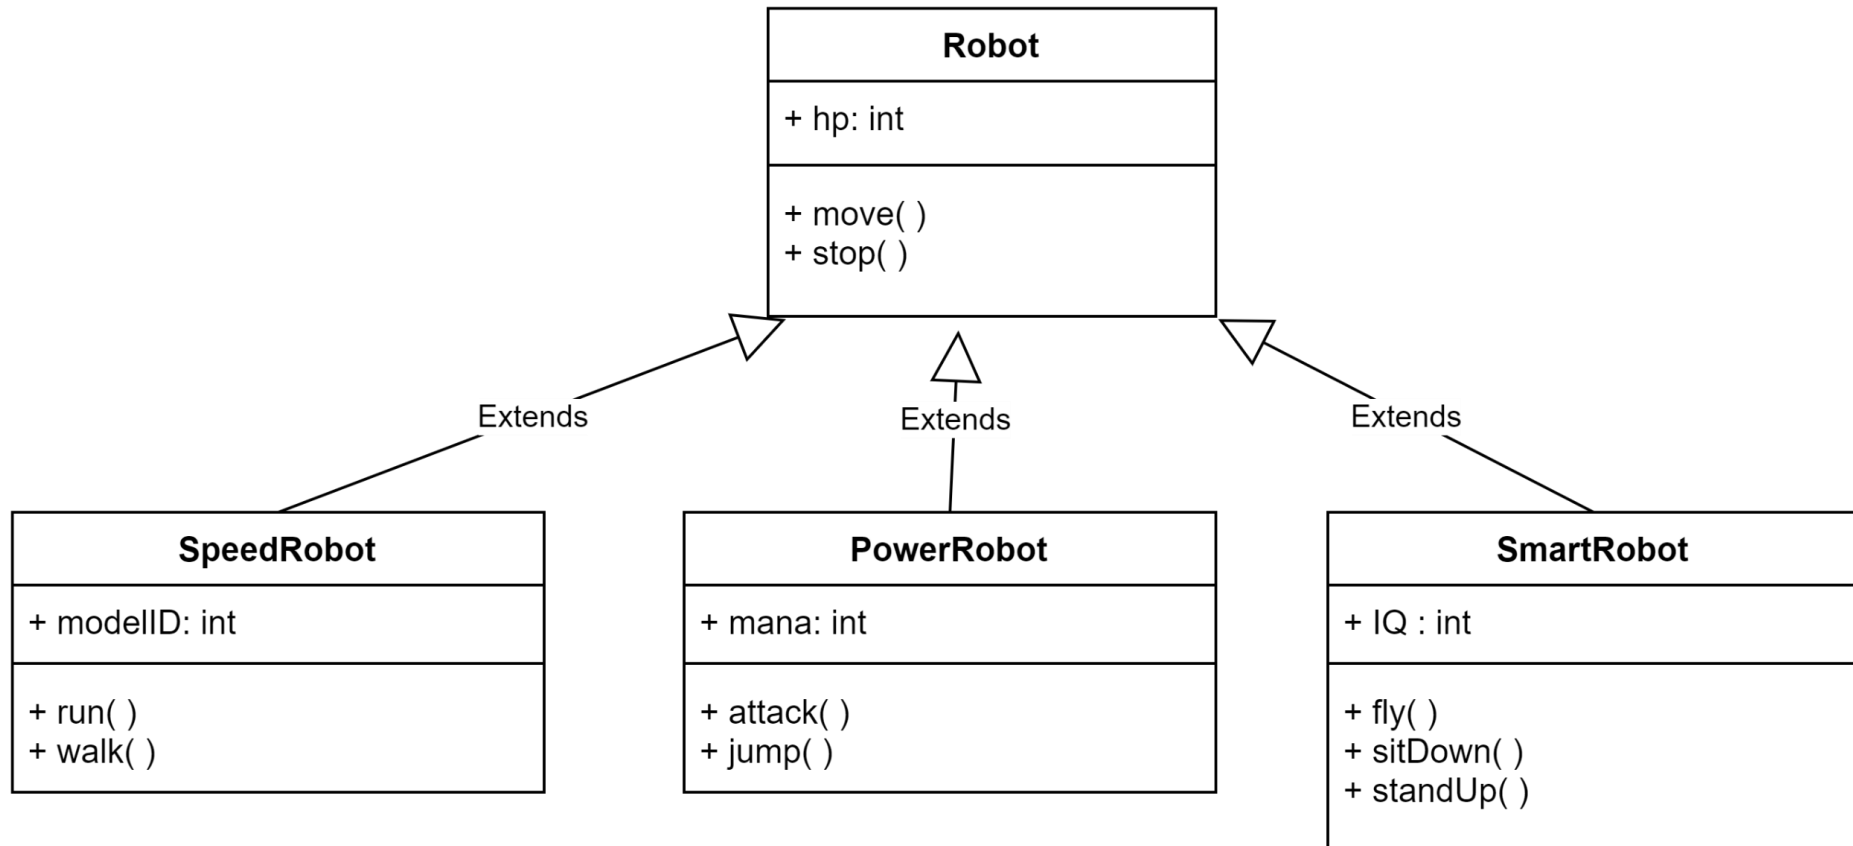 Robot
+ hp: int
+ move( )
+ stop( )
Extends
Extends
Extends
SpeedRobot
+ modelID: int
+ run( )
+ walk( )
PowerRobot
+ mana: int
+ attack( )
+ jump( )
SmartRobot
+ IQ : int
+ fly( )
+ sitDown( )
+ standUp( )